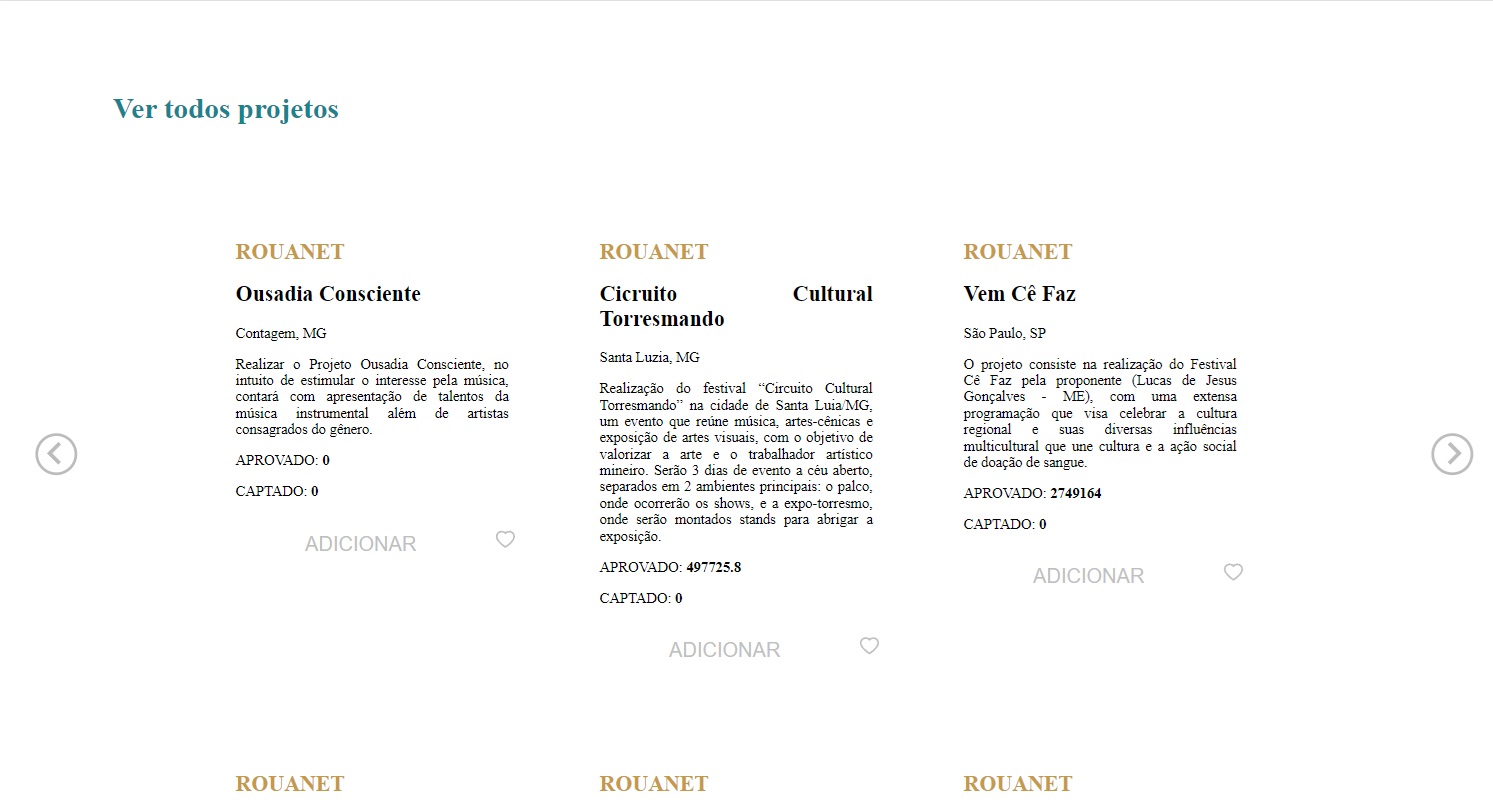 Ver todos projetos
ROUANET
Ousadia Consciente
Contagem, MG
Realizar o Projeto Ousadia Consciente, no
intuito de estimular o interesse pela música,
contará com apresentação de talentos da
música instrumental além de artistas
consagrados do gênero.
APROVADO: 0
CAPTADO: 0
ADICIONAR
ROUANET
Cicruito Cultural
Torresmando
Santa Luzia, MG
Realização do festival “Circuito Cultural
Torresmando” na cidade de Santa Luia/MG,
um evento que reúne música, artes-cênicas e
exposição de artes visuais, com o objetivo de
valorizar a arte e o trabalhador artístico
mineiro. Serão 3 dias de evento a céu aberto,
separados em 2 ambientes principais: o palco,
onde ocorrerão os shows, e a expo-torresmo,
onde serão montados stands para abrigar a
exposição.
APROVADO: 497725.8
CAPTADO: 0
ADICIONAR
ROUANET
Vem Cê Faz
São Paulo, SP
O projeto consiste na realização do Festival
Cê Faz pela proponente (Lucas de Jesus
Gonçalves - ME), com uma extensa
programação que visa celebrar a cultura
regional e suas diversas influências
multicultural que une cultura e a ação social
de doação de sangue.
APROVADO: 2749164
CAPTADO: 0
ADICIONAR
ROUANET
ROUANET
ROUANET